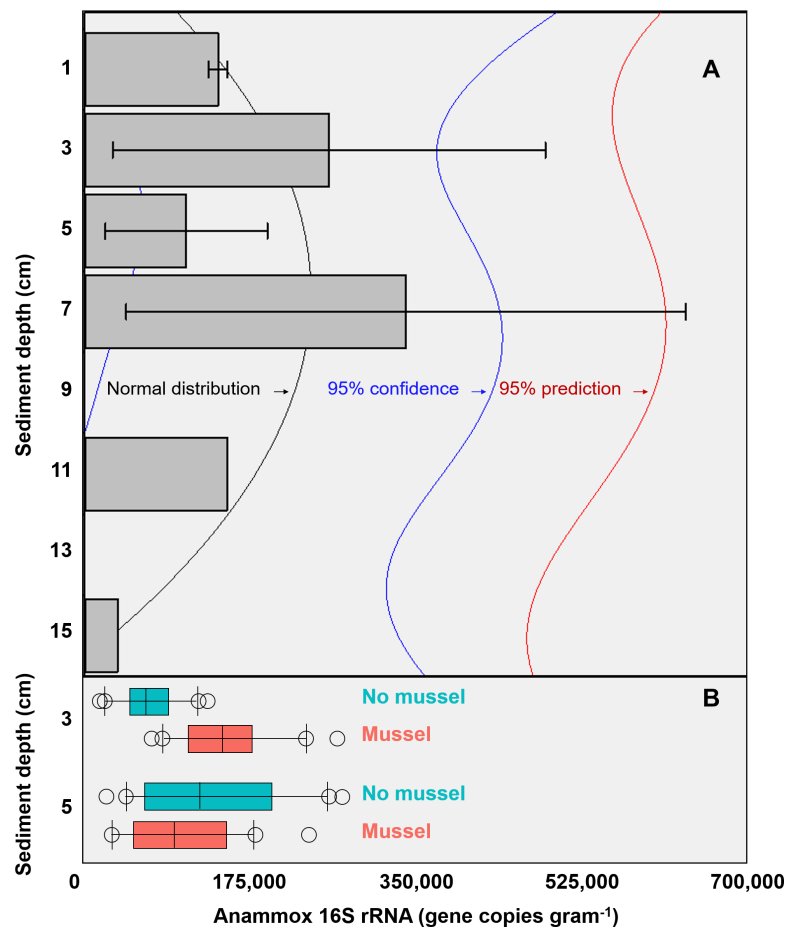 A
1
3
5
7
9
11
13
15
Sediment depth (cm)
Normal distribution → 95% confidence → 95% prediction →
B
3
5
Sediment depth (cm)
No mussel
Mussel
No mussel
Mussel
0 175,000 350,000 525,000 700,000
Anammox 16S rRNA (gene copies gram⁻¹)